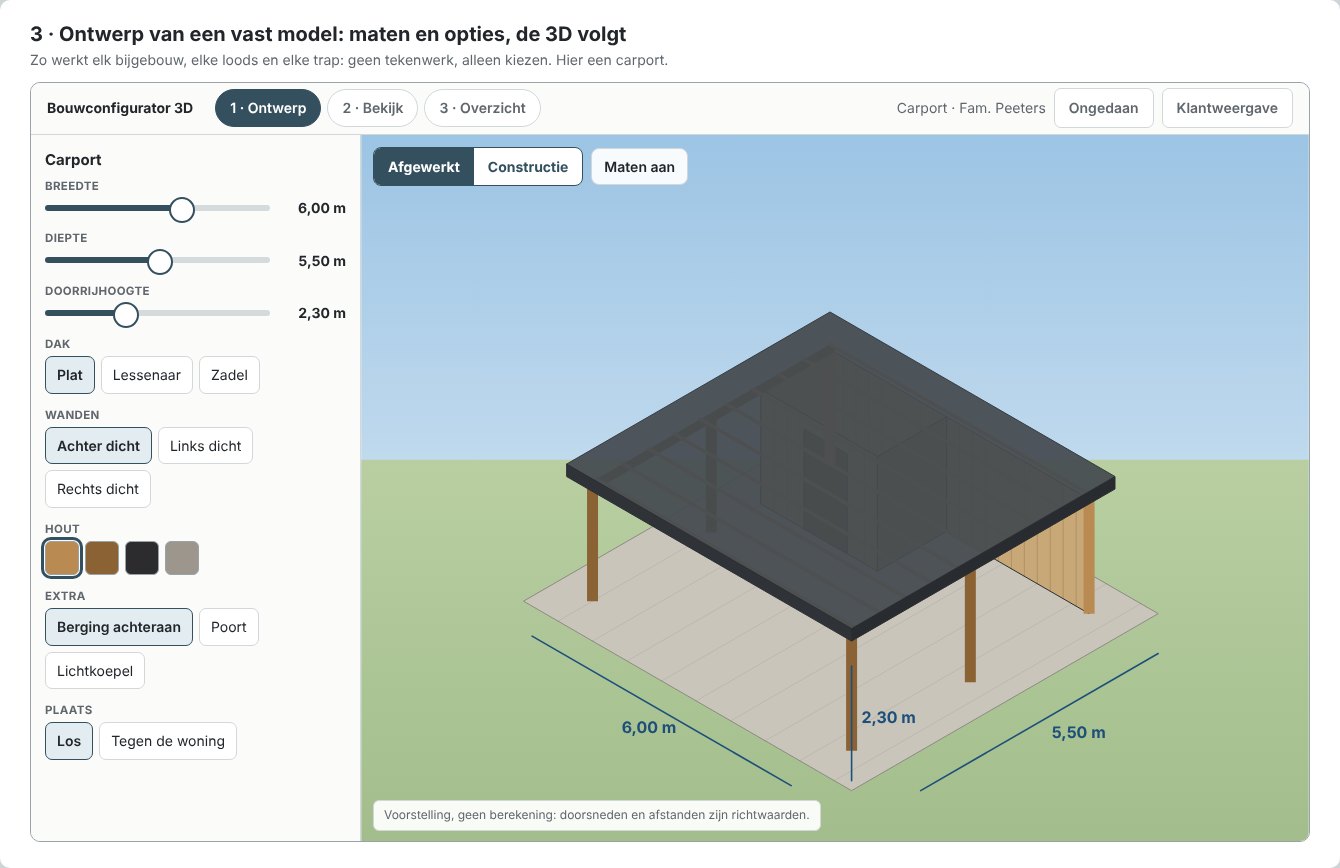 3 · Ontwerp van een vast model: maten en opties, de 3D volgt
Zo werkt elk bijgebouw, elke loods en elke trap: geen tekenwerk, alleen kiezen. Hier een carport.
Bouwconfigurator 3D
1 · Ontwerp
2 · Bekijk
3 · Overzicht
Carport · Fam. Peeters
Ongedaan
Klantweergave
Carport
BREEDTE
6,00 m
DIEPTE
5,50 m
DOORRIJHOOGTE
2,30 m
DAK
Plat
Lessenaar
Zadel
WANDEN
Achter dicht
Links dicht
Rechts dicht
HOUT
EXTRA
Berging achteraan
Poort
Lichtkoepel
PLAATS
Los
Tegen de woning
Afgewerkt
Constructie
Maten aan
6,00 m
2,30 m
5,50 m
Voorstelling, geen berekening: doorsneden en afstanden zijn richtwaarden.